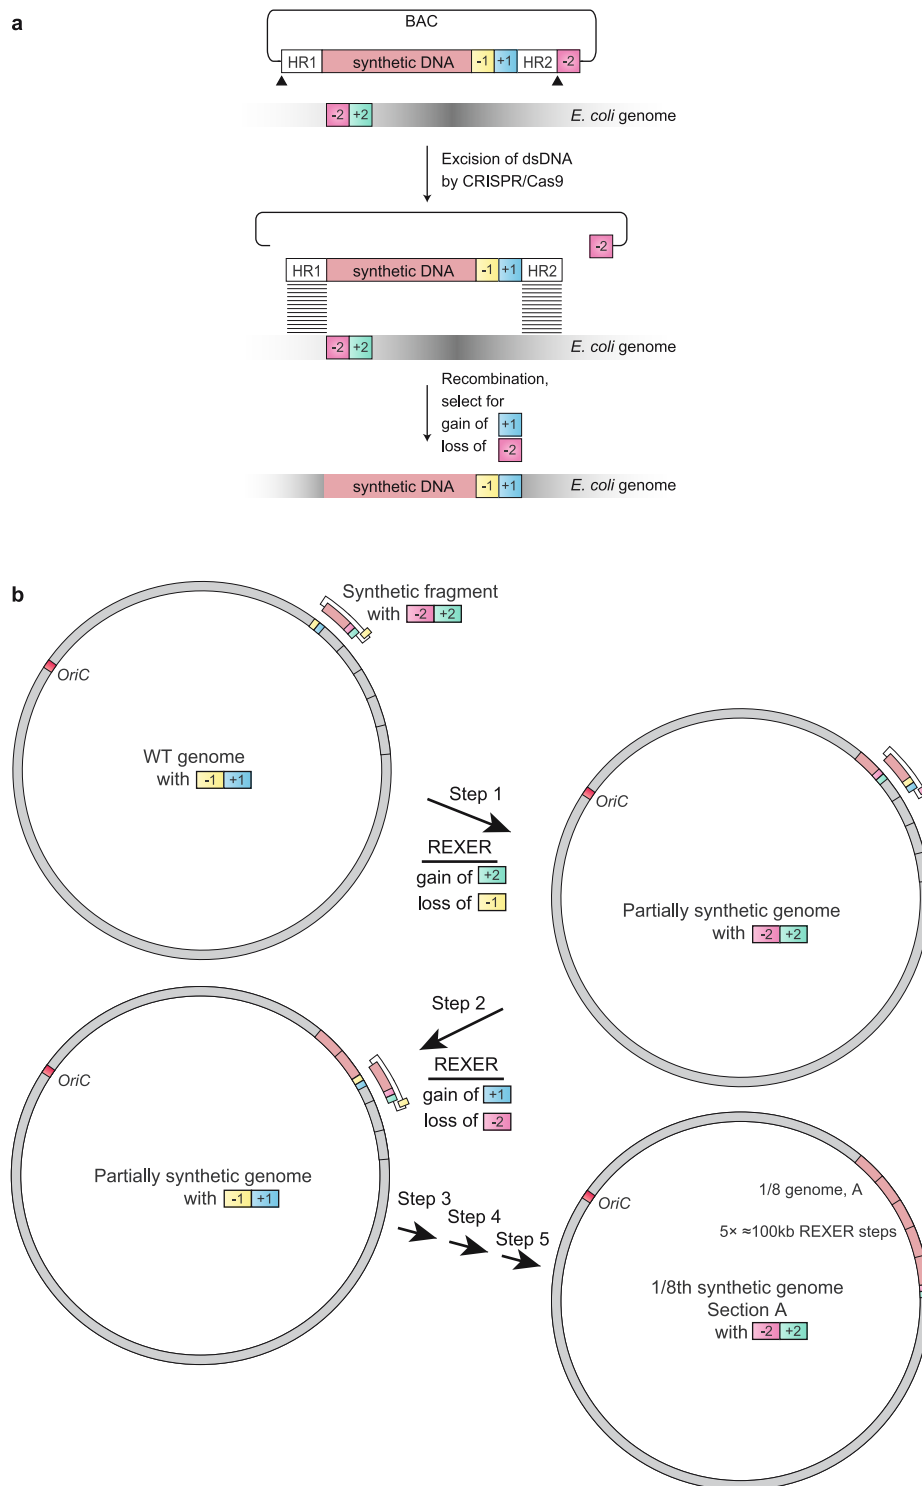 a
BAC
HR1 synthetic DNA -1 +1 HR2 -2
-2 +2 E. coli genome
Excision of dsDNA
by CRISPR/Cas9
-2
HR1 synthetic DNA -1 +1 HR2
-2 +2 E. coli genome
Recombination,
select for
gain of +1
loss of -2
synthetic DNA -1 +1 E. coli genome
b
Synthetic fragment
with -2 +2
OriC
WT genome
with -1 +1
Step 1
REXER
gain of +2
loss of -1
OriC
Partially synthetic genome
with -2 +2
Step 2
REXER
gain of +1
loss of -2
OriC
Partially synthetic genome
with -1 +1
Step 3
Step 4
Step 5
OriC
1/8 genome, A
5× ≈100kb REXER steps
1/8th synthetic genome
Section A
with -2 +2